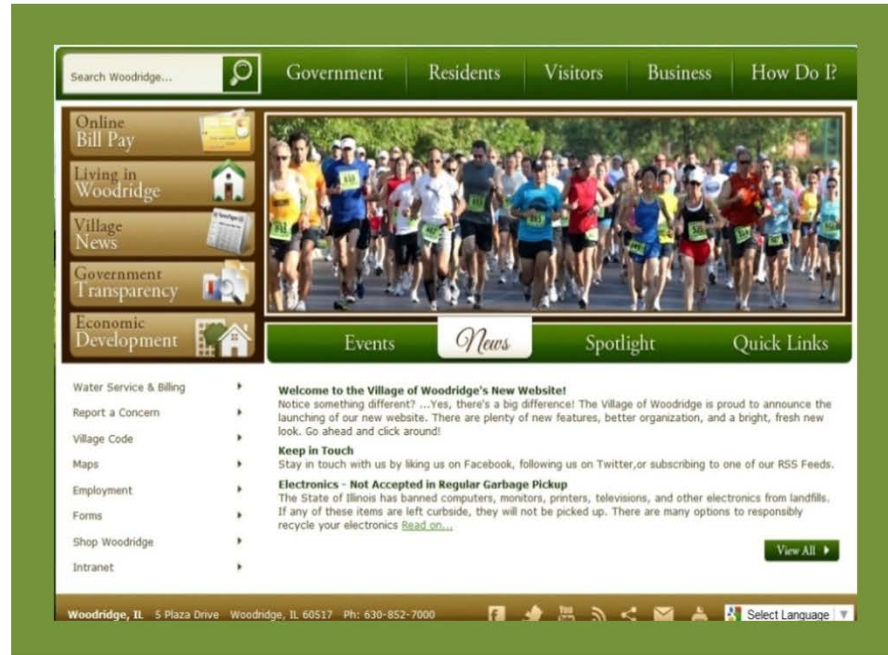 Search Woodridge...
Government
Residents
Visitors
Business
How Do I?
Online
Bill Pay
Living in
Woodridge
Village
News
Government
Transparency
Economic
Development
Events
News
Spotlight
Quick Links
Water Service & Billing
Report a Concern
Village Code
Maps
Employment
Forms
Shop Woodridge
Intranet
Welcome to the Village of Woodridge's New Website!
Notice something different? ...Yes, there's a big difference! The Village of Woodridge is proud to announce the
launching of our new website. There are plenty of new features, better organization, and a bright, fresh new
look. Go ahead and click around!
Keep in Touch
Stay in touch with us by liking us on Facebook, following us on Twitter,or subscribing to one of our RSS Feeds.
Electronics - Not Accepted in Regular Garbage Pickup
The State of Illinois has banned computers, monitors, printers, televisions, and other electronics from landfills.
If any of these items are left curbside, they will not be picked up. There are many options to responsibly
recycle your electronics Read on...
View All
Woodridge, IL 5 Plaza Drive Woodridge, IL 60517 Ph: 630-852-7000
You
Select Language